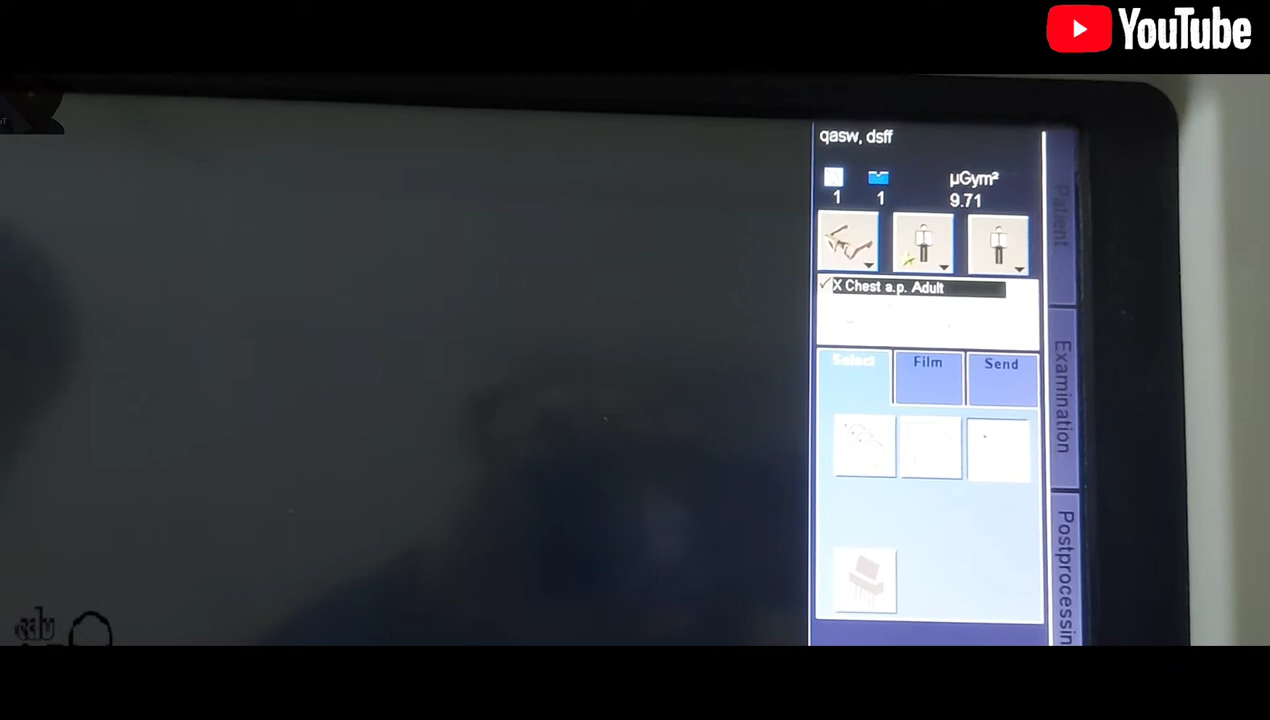 YouTube
qasw, dsff
µGym²
1
1
9.71
X Chest a.p. Adult
Select
Film
Send
Patient
Examination
Postprocessin